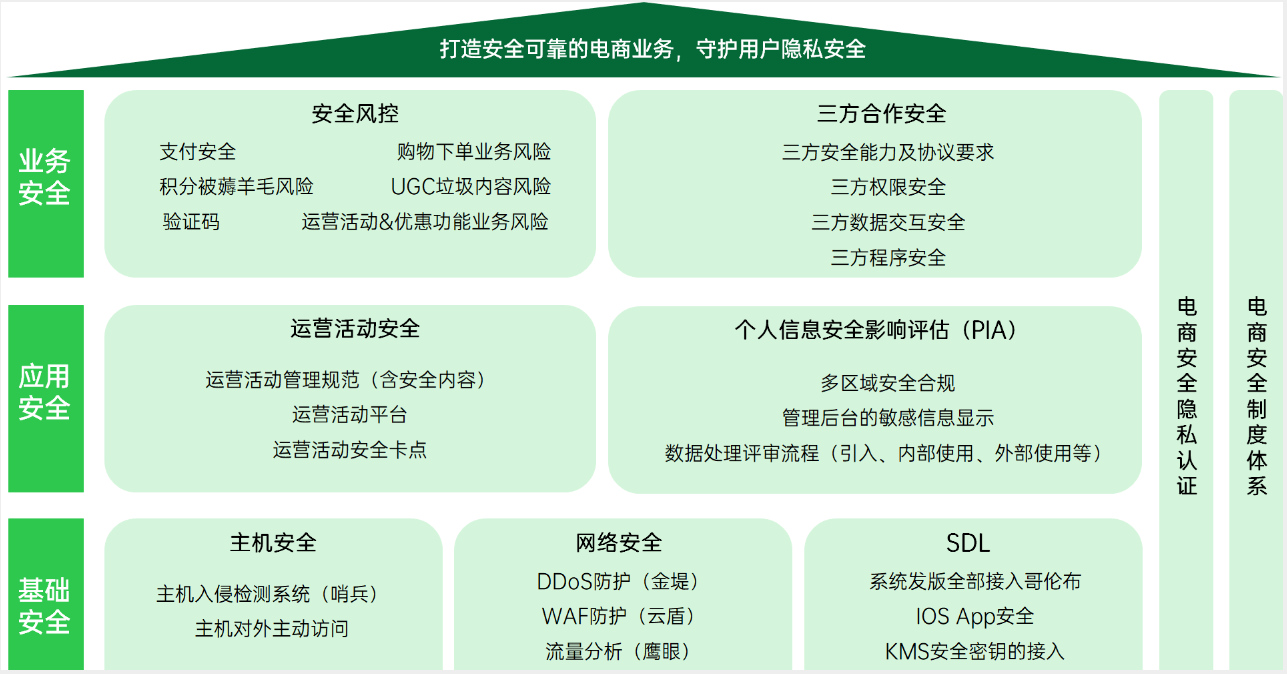 打造安全可靠的电商业务，守护用户隐私安全
业务
安全
安全风控
支付安全 购物下单业务风险
积分被薅羊毛风险 UGC垃圾内容风险
验证码 运营活动&优惠功能业务风险
三方合作安全
三方安全能力及协议要求
三方权限安全
三方数据交互安全
三方程序安全
应用
安全
运营活动安全
运营活动管理规范（含安全内容）
运营活动平台
运营活动安全卡点
个人信息安全影响评估（PIA）
多区域安全合规
管理后台的敏感信息显示
数据处理评审流程（引入、内部使用、外部使用等）
基础
安全
主机安全
主机入侵检测系统（哨兵）
主机对外主动访问
网络安全
DDoS防护（金堤）
WAF防护（云盾）
流量分析（鹰眼）
SDL
系统发版全部接入哥伦布
IOS App安全
KMS安全密钥的接入
电商安全隐私认证
电商安全制度体系